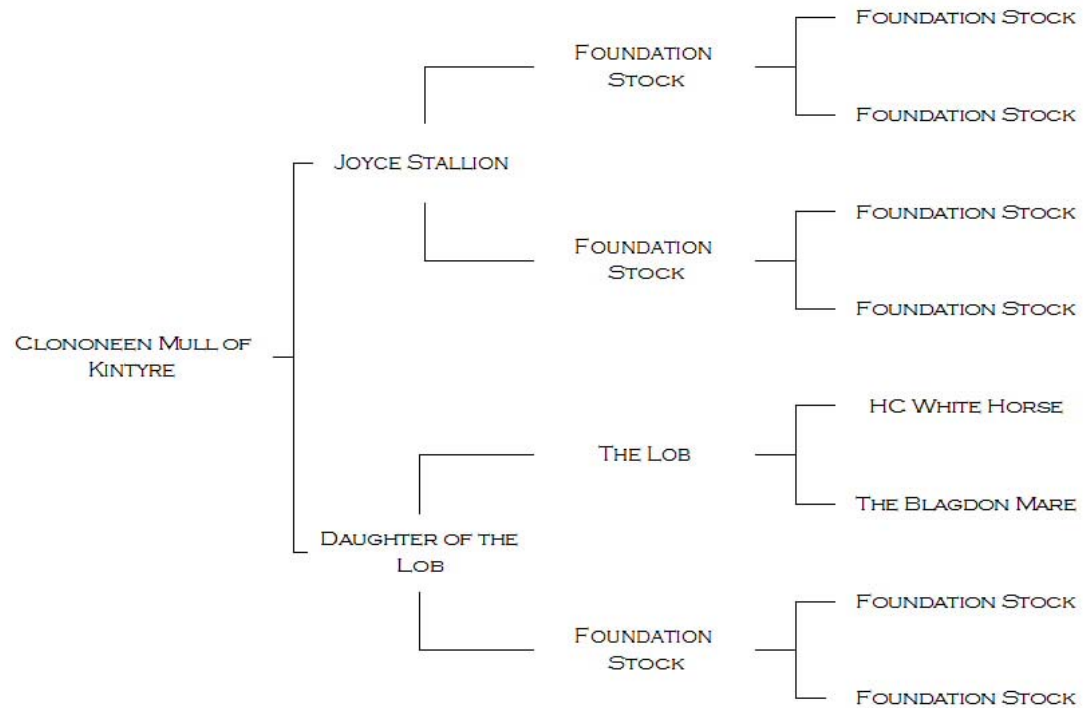 Foundation Stock
Foundation
Stock
Foundation Stock
Joyce Stallion
Foundation Stock
Foundation
Stock
Foundation Stock
Clononeen Mull of
Kintyre
HC White Horse
The Lob
The Blagdon Mare
Daughter of the
Lob
Foundation Stock
Foundation
Stock
Foundation Stock